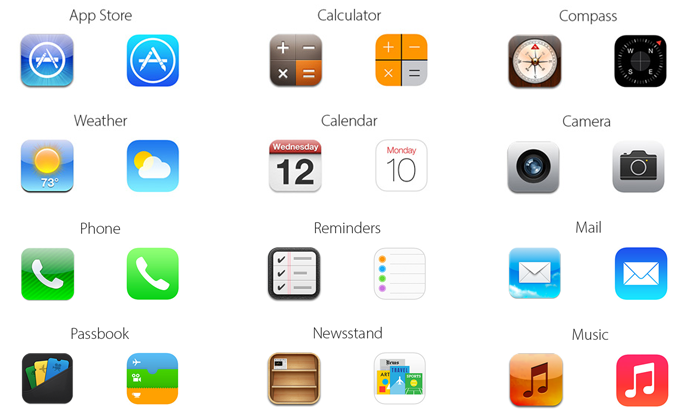 App Store
Calculator
Compass
N
W E
S
Weather
Calendar
Camera
73°
Wednesday
12
Monday
10
Phone
Reminders
Mail
Passbook
Newsstand
Music
ART
TRAVEL
SPORTS